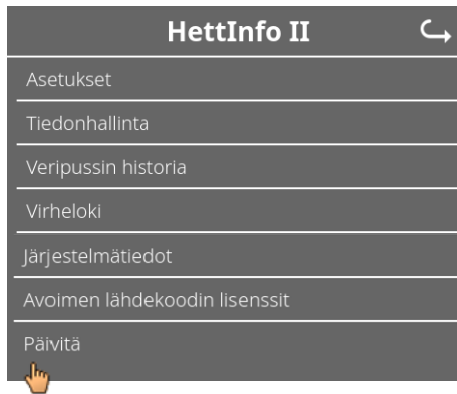 HettInfo II
Asetukset
Tiedonhallinta
Veripussin historia
Virheloki
Järjestelmätiedot
Avoimen lähdekoodin lisenssit
Päivitä